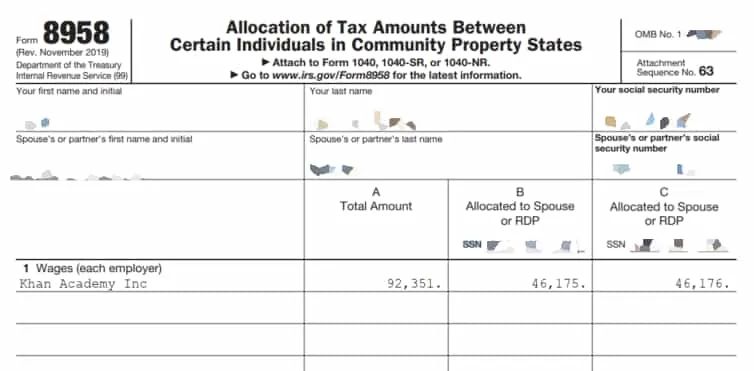 Form 8958
(Rev. November 2019)
Department of the Treasury
Internal Revenue Service (99)
Allocation of Tax Amounts Between
Certain Individuals in Community Property States
▶ Attach to Form 1040, 1040-SR, or 1040-NR.
▶ Go to www.irs.gov/Form8958 for the latest information.
OMB No. 1
Attachment
Sequence No. 63
Your first name and initial
Your last name
Your social security number
Spouse's or partner's first name and initial
Spouse's or partner's last name
Spouse's or partner's social
security number
A
Total Amount
B
Allocated to Spouse
or RDP
SSN
C
Allocated to Spouse
or RDP
SSN
1 Wages (each employer)
Khan Academy Inc 92,351. 46,175. 46,176.